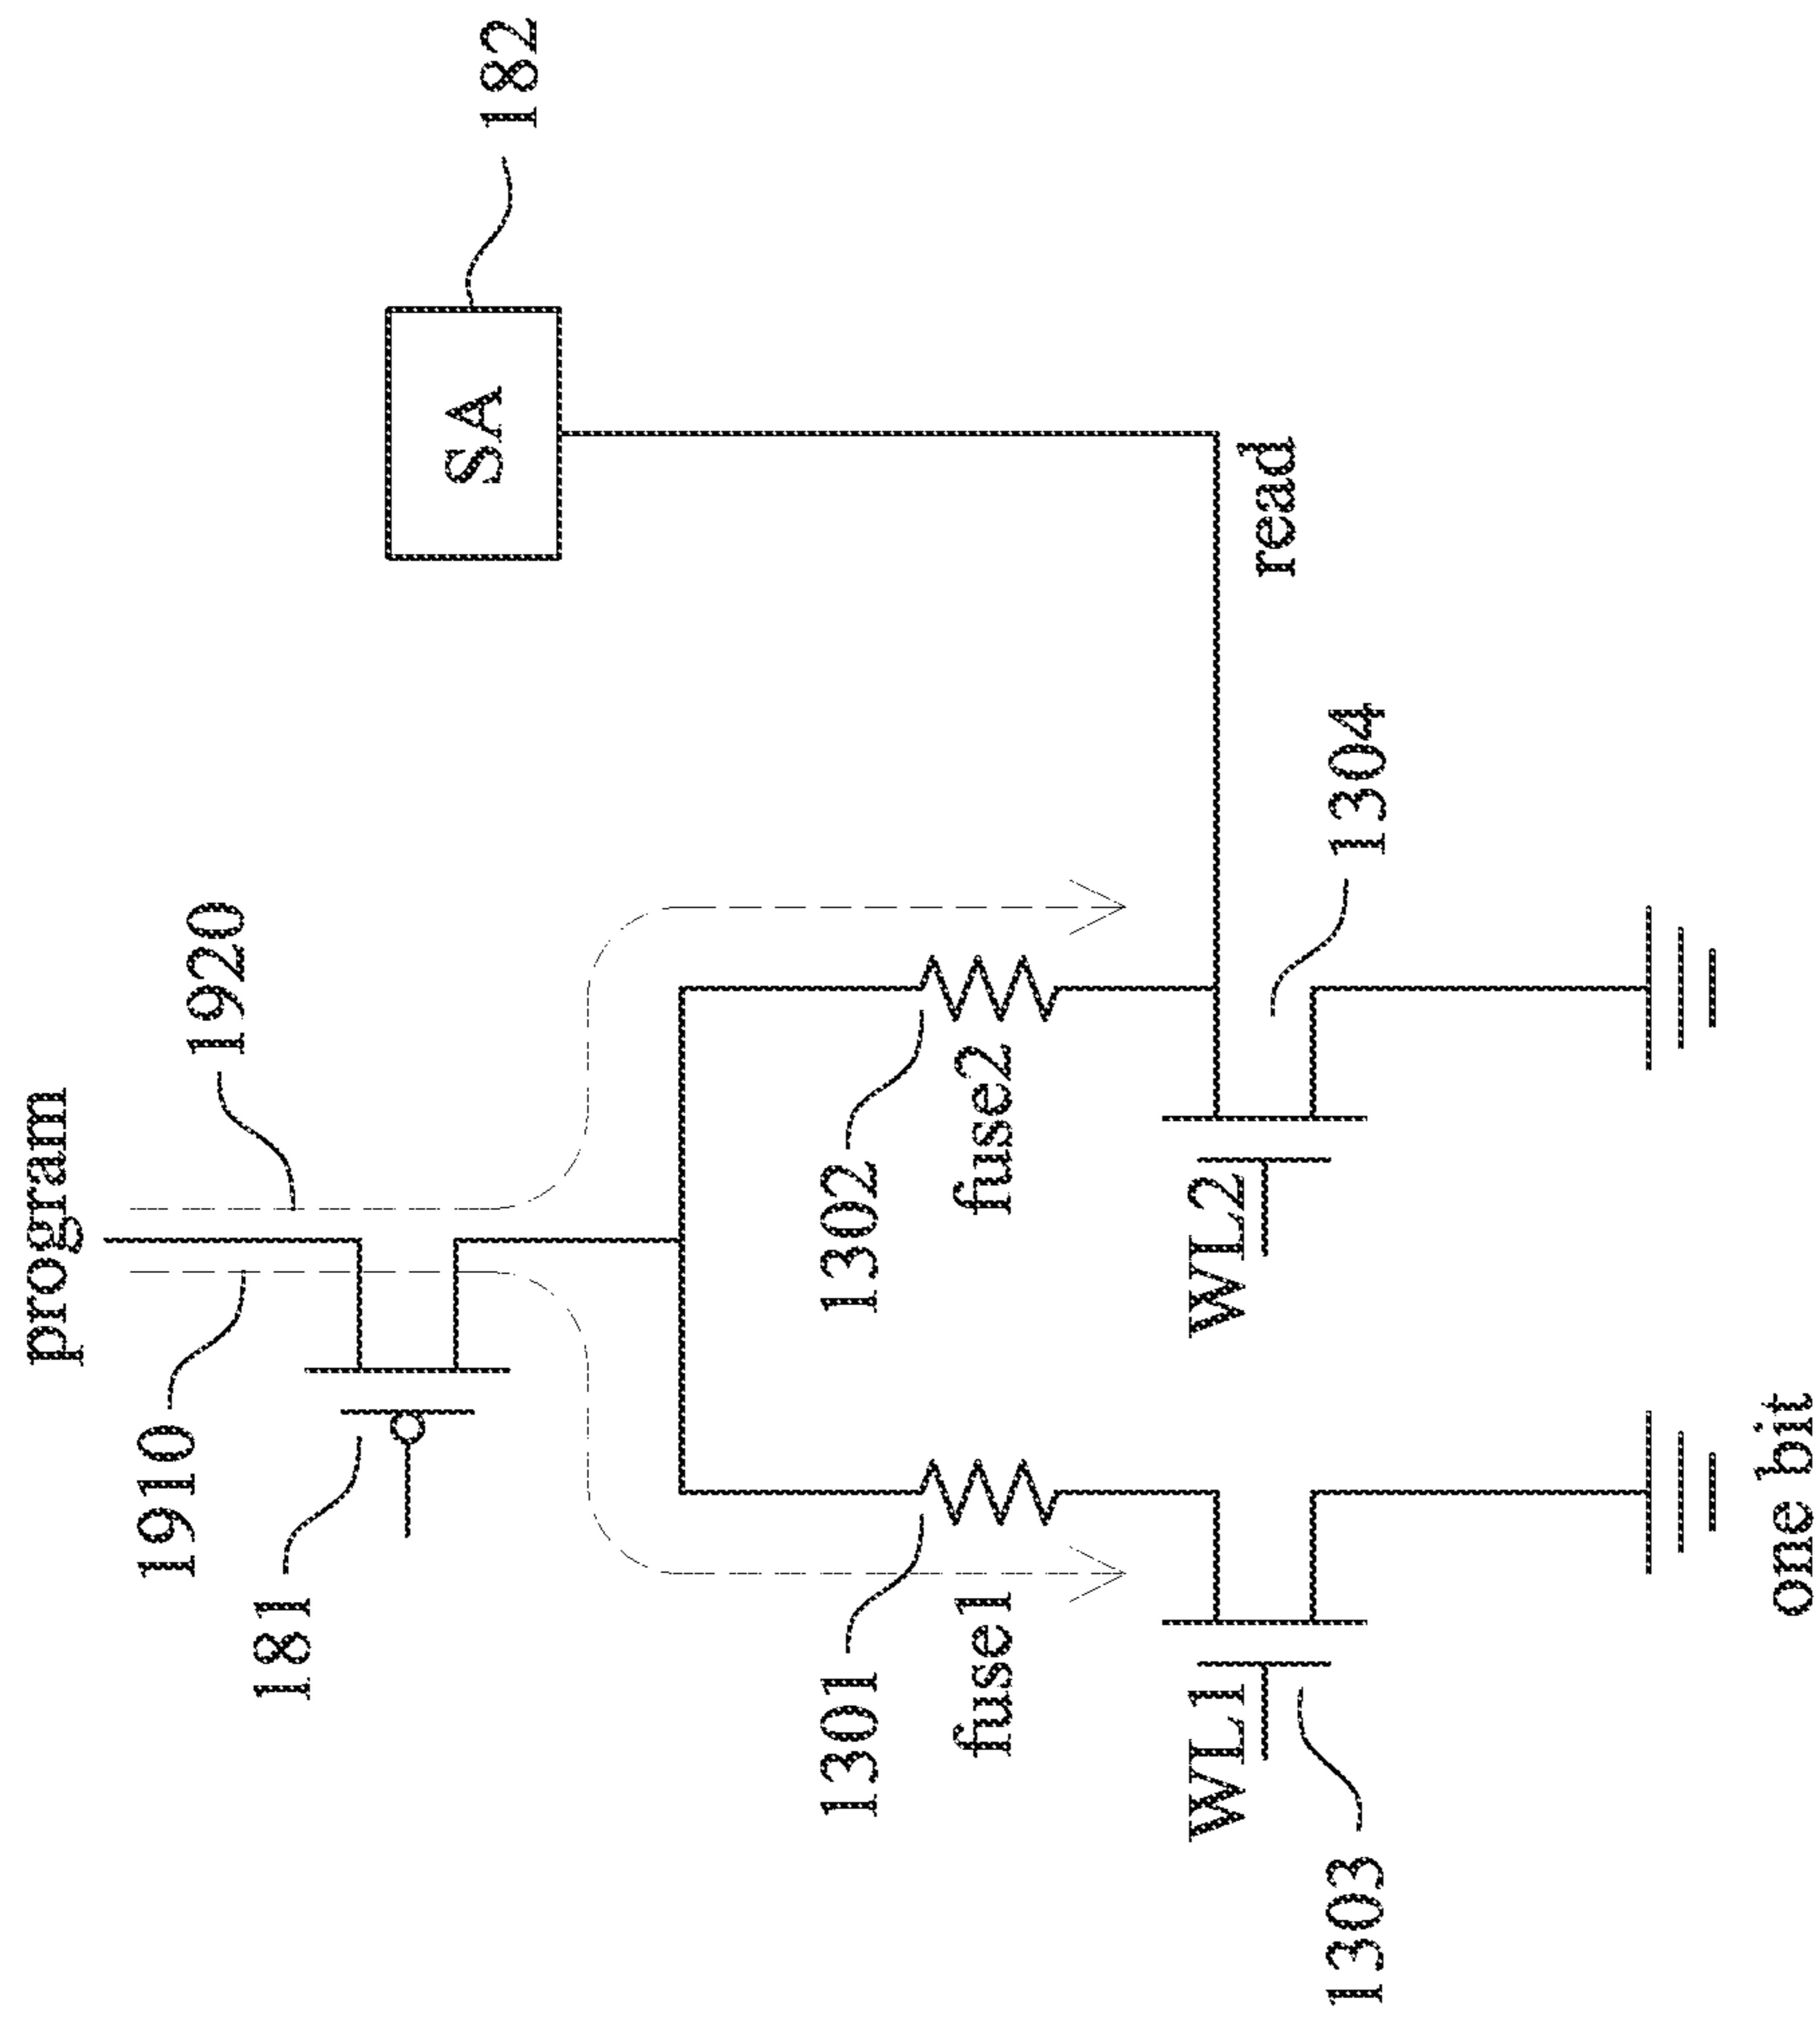 program
1910
1920
181
SA
182
1301
fuse1
1302
fuse2
WL1
WL2
read
1303
1304
one bit